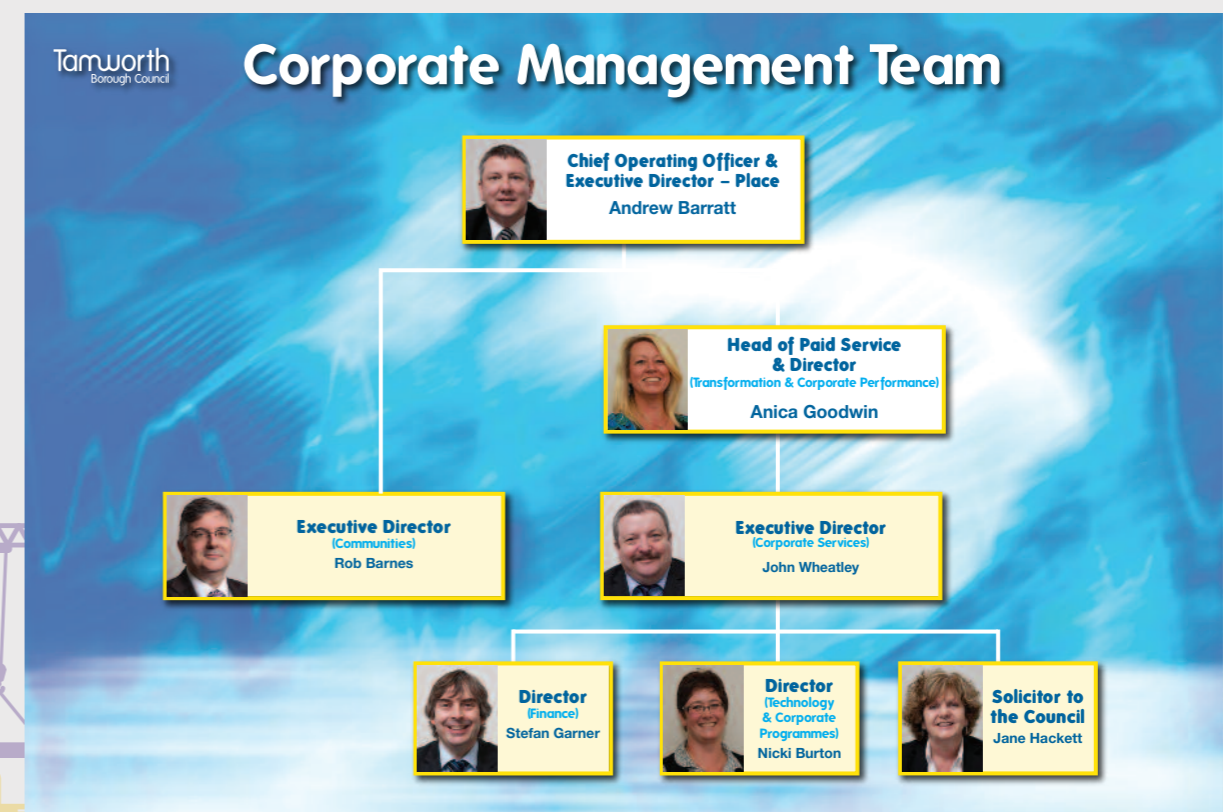 Tamworth
Borough Council
Corporate Management Team
Chief Operating Officer &
Executive Director – Place
Andrew Barratt
Head of Paid Service
& Director
(Transformation & Corporate Performance)
Anica Goodwin
Executive Director
(Communities)
Rob Barnes
Executive Director
(Corporate Services)
John Wheatley
Director
(Finance)
Stefan Garner
Director
(Technology
& Corporate
Programmes)
Nicki Burton
Solicitor to
the Council
Jane Hackett